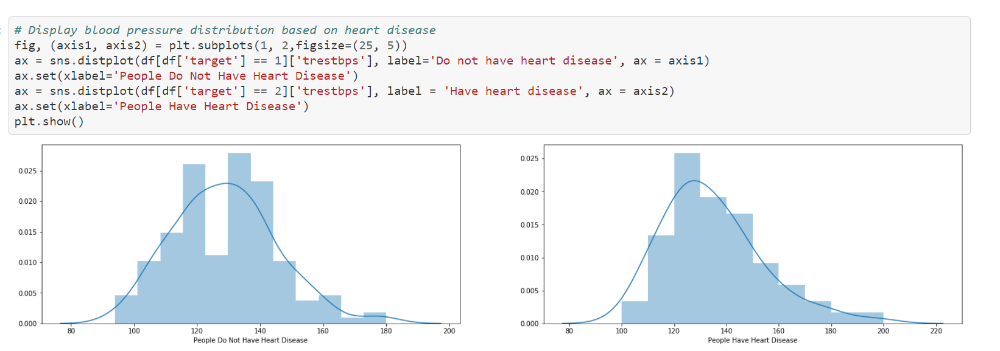 # Display blood pressure distribution based on heart disease
fig, (axis1, axis2) = plt.subplots(1, 2,figsize=(25, 5))
ax = sns.distplot(df[df['target'] == 1]['trestbps'], label='Do not have heart disease', ax = axis1)
ax.set(xlabel='People Do Not Have Heart Disease')
ax = sns.distplot(df[df['target'] == 2]['trestbps'], label = 'Have heart disease', ax = axis2)
ax.set(xlabel='People Have Heart Disease')
plt.show()
0.025
0.020
0.015
0.010
0.005
0.000
80 100 120 140 160 180 200
People Do Not Have Heart Disease
0.025
0.020
0.015
0.010
0.005
0.000
80 100 120 140 160 180 200 220
People Have Heart Disease